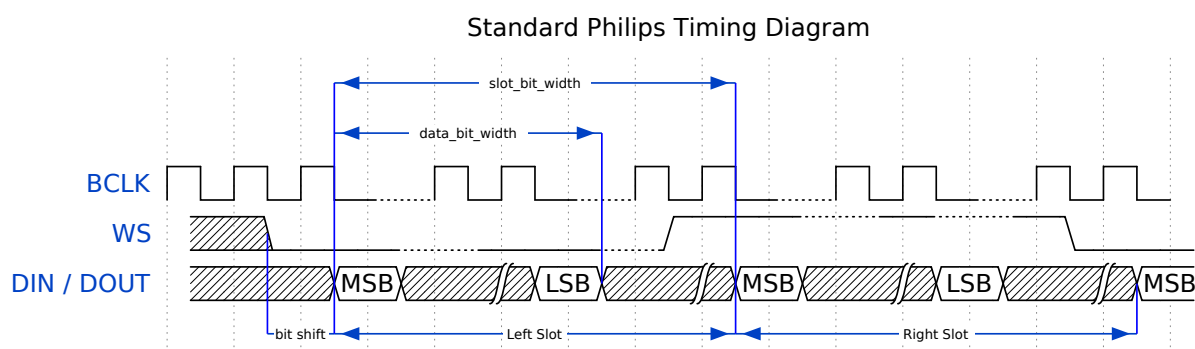 Standard Philips Timing Diagram
slot_bit_width
data_bit_width
BCLK
WS
DIN / DOUT MSB LSB MSB LSB MSB
bit shift Left Slot Right Slot